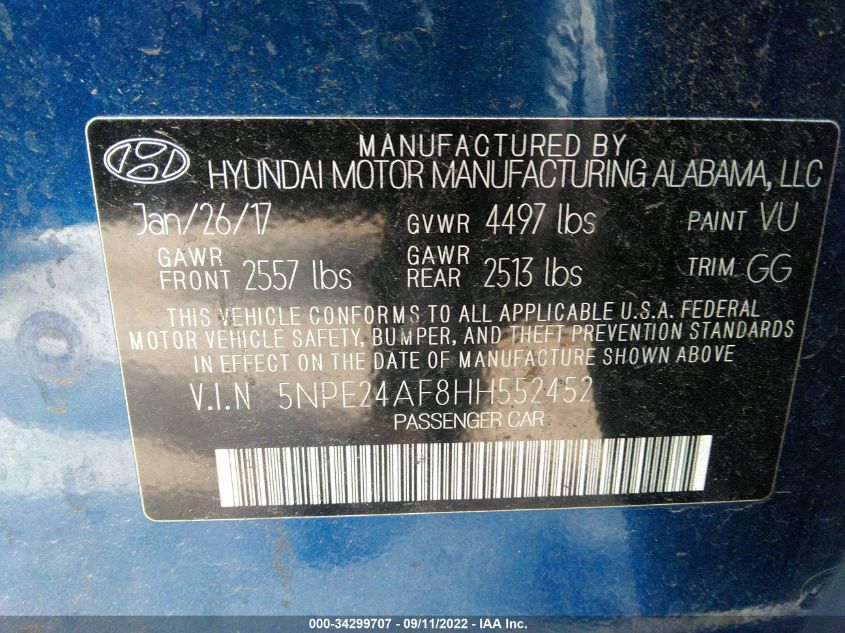 MANUFACTURED BY
HYUNDAI MOTOR MANUFACTURING ALABAMA, LLC
Jan/26/17 GVWR 4497 lbs PAINT VU
GAWR FRONT 2557 lbs GAWR REAR 2513 lbs TRIM GG
THIS VEHICLE CONFORMS TO ALL APPLICABLE U.S.A. FEDERAL
MOTOR VEHICLE SAFETY, BUMPER, AND THEFT PREVENTION STANDARDS
IN EFFECT ON THE DATE OF MANUFACTURE SHOWN ABOVE
V.I.N 5NPE24AF8HH552452
PASSENGER CAR
000-34299707 - 09/11/2022 - IAA Inc.